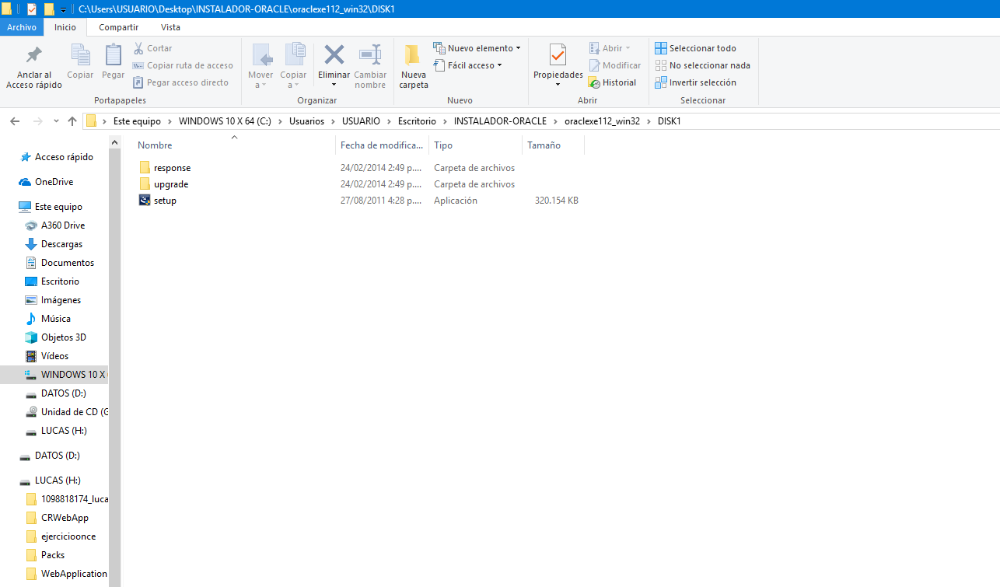 C:\Users\USUARIO\Desktop\INSTALADOR-ORACLE\oraclexe112_win32\DISK1
Archivo Inicio Compartir Vista
Anclar al Acceso rápido
Copiar
Pegar
Cortar
Copiar ruta de acceso
Pegar acceso directo
Portapapeles
Mover a
Copiar a
Eliminar
Cambiar nombre
Organizar
Nueva carpeta
Nuevo elemento
Fácil acceso
Nuevo
Propiedades
Abrir
Modificar
Historial
Abrir
Seleccionar todo
No seleccionar nada
Invertir selección
Seleccionar
Este equipo WINDOWS 10 X 64 (C:) Usuarios USUARIO Escritorio INSTALADOR-ORACLE oraclexe112_win32 DISK1
Acceso rápido
OneDrive
Este equipo
A360 Drive
Descargas
Documentos
Escritorio
Imágenes
Música
Objetos 3D
Vídeos
WINDOWS 10 X
DATOS (D:)
Unidad de CD (G
LUCAS (H:)
DATOS (D:)
LUCAS (H:)
1098818174_luca
CRWebApp
ejercicioonce
Packs
WebApplication
Nombre Fecha de modifica... Tipo Tamaño
response 24/02/2014 2:49 p.... Carpeta de archivos
upgrade 24/02/2014 2:49 p.... Carpeta de archivos
setup 27/08/2011 4:28 p.... Aplicación 320.154 KB